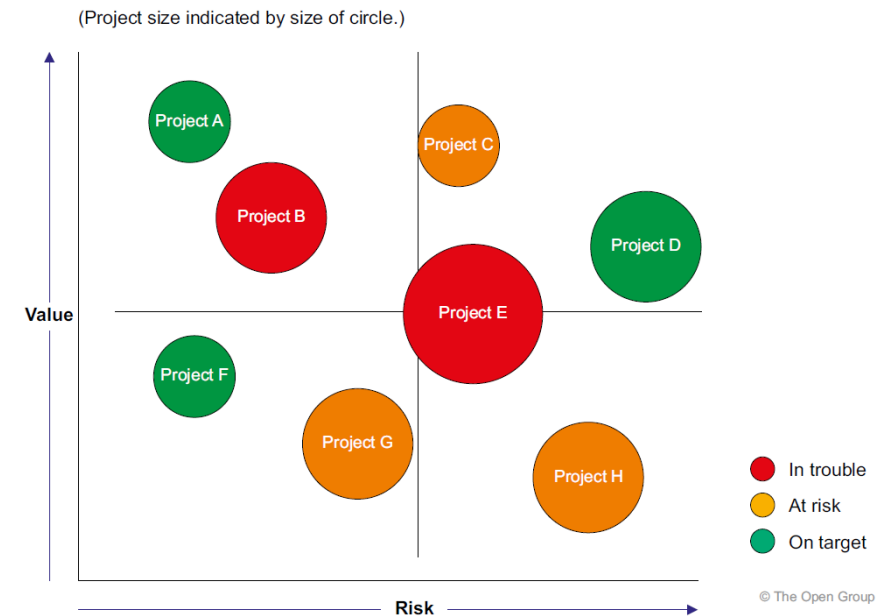 (Project size indicated by size of circle.)
Project A
Project C
Project B
Project D
Value
Project E
Project F
Project G
Project H
In trouble
At risk
On target
Risk
© The Open Group